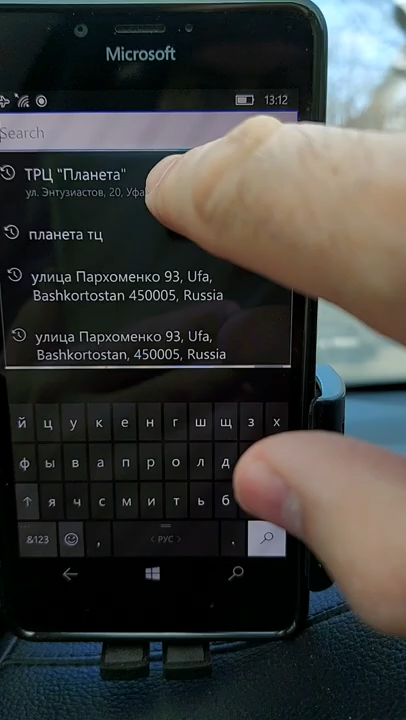 Microsoft
13:12
Search
ТРЦ "Планета"
ул. Энтузиастов, 20, Уфа
планета тц
улица Пархоменко 93, Ufa,
Bashkortostan 450005, Russia
улица Пархоменко 93, Ufa,
Bashkortostan, 450005, Russia
й ц у к е н г ш щ з х
ф ы в а п р о л д
я ч с м и т ь б
&123 , < РУС > .